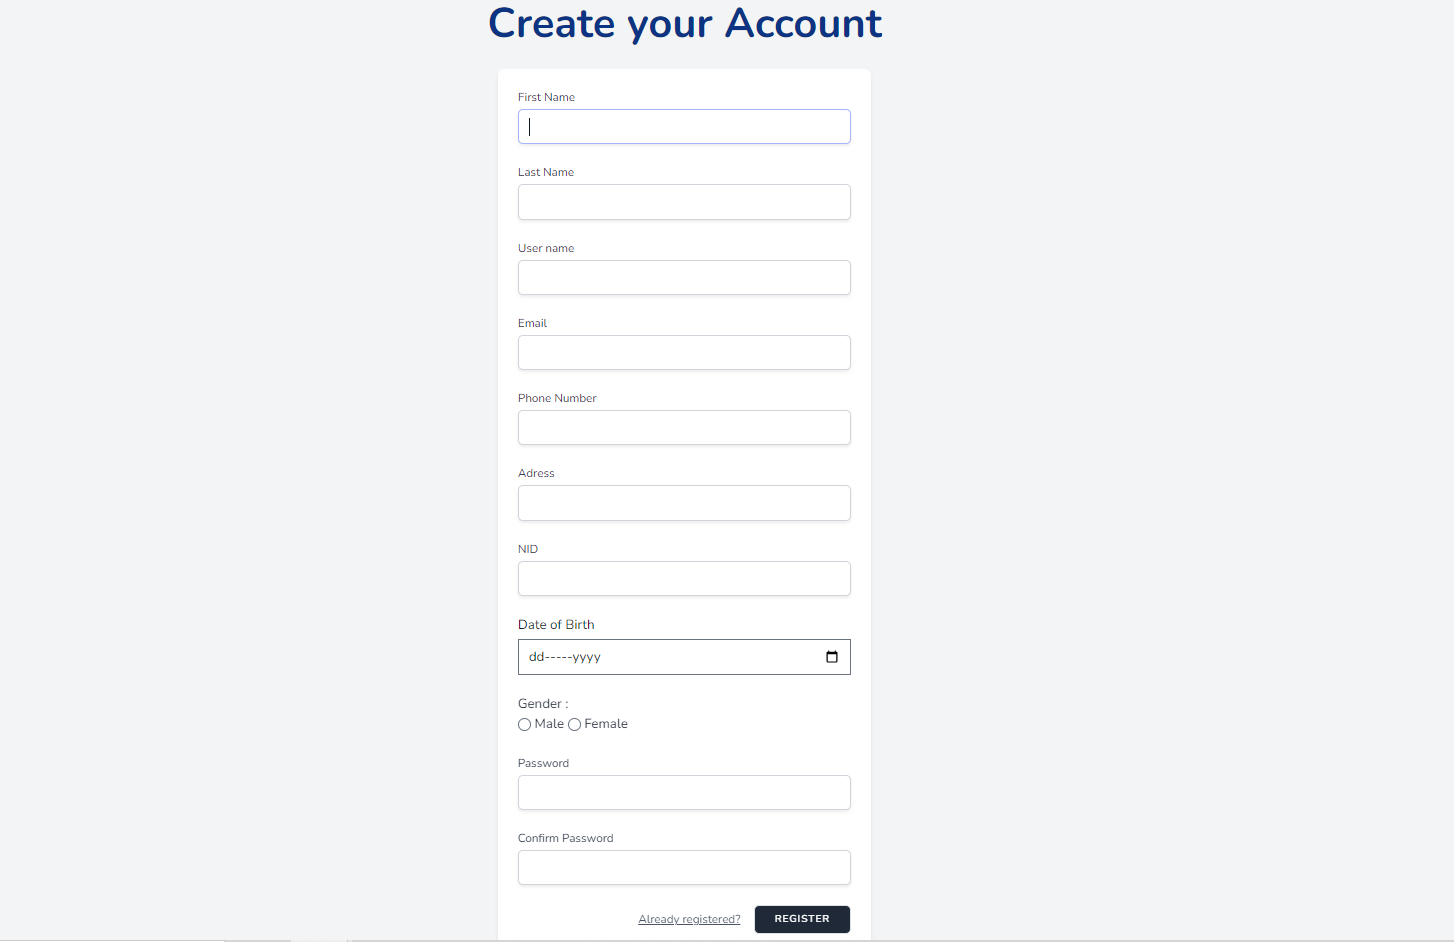 Create your Account
First Name
Last Name
User name
Email
Phone Number
Adress
NID
Date of Birth
dd-----yyyy
Gender :
Male Female
Password
Confirm Password
Already registered? REGISTER